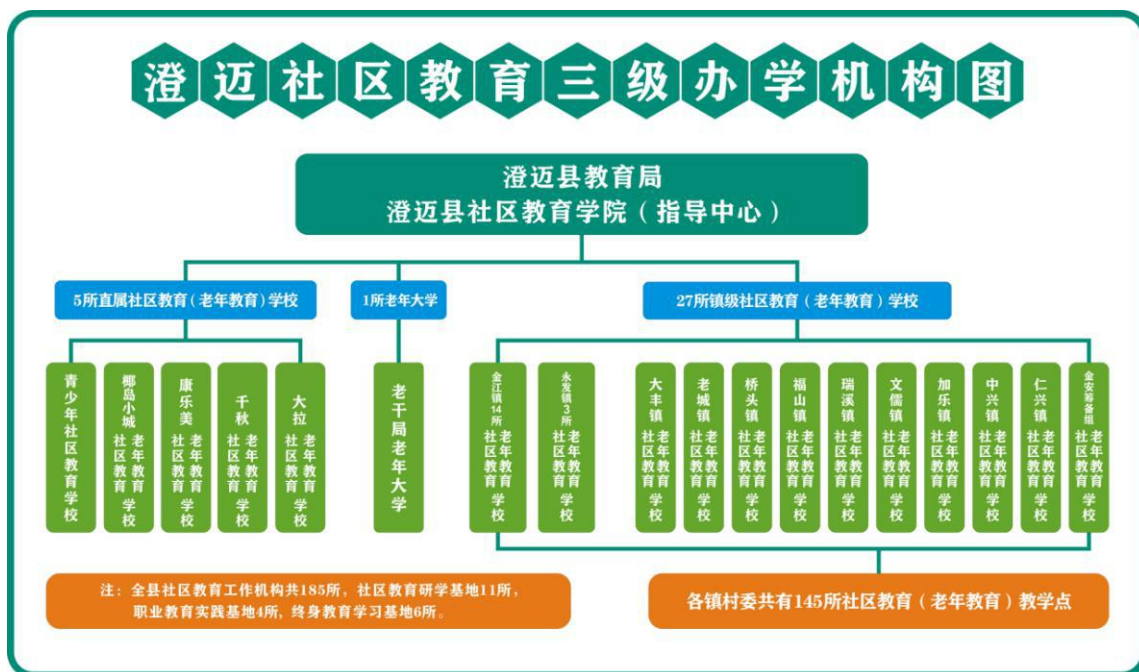 澄迈社区教育三级办学机构图
澄迈县教育局
澄迈县社区教育学院（指导中心）
5所直属社区教育（老年教育）学校
1所老年大学
27所镇级社区教育（老年教育）学校
青少年社区教育学校
椰岛小城 社区教育 老年教育 学校
康乐美 社区教育 老年教育 学校
千秋 社区教育 老年教育 学校
大拉 社区教育 老年教育 学校
老干局老年大学
金江镇14所 社区教育 老年教育 学校
永发镇3所 社区教育 老年教育 学校
大丰镇 社区教育 老年教育 学校
老城镇 社区教育 老年教育 学校
桥头镇 社区教育 老年教育 学校
福山镇 社区教育 老年教育 学校
瑞溪镇 社区教育 老年教育 学校
文儒镇 社区教育 老年教育 学校
加乐镇 社区教育 老年教育 学校
中兴镇 社区教育 老年教育 学校
仁兴镇 社区教育 老年教育 学校
金安筹备组 社区教育 老年教育 学校
注：全县社区教育工作机构共185所，社区教育研学基地11所，
职业教育实践基地4所，终身教育学习基地6所。
各镇村委共有145所社区教育（老年教育）教学点